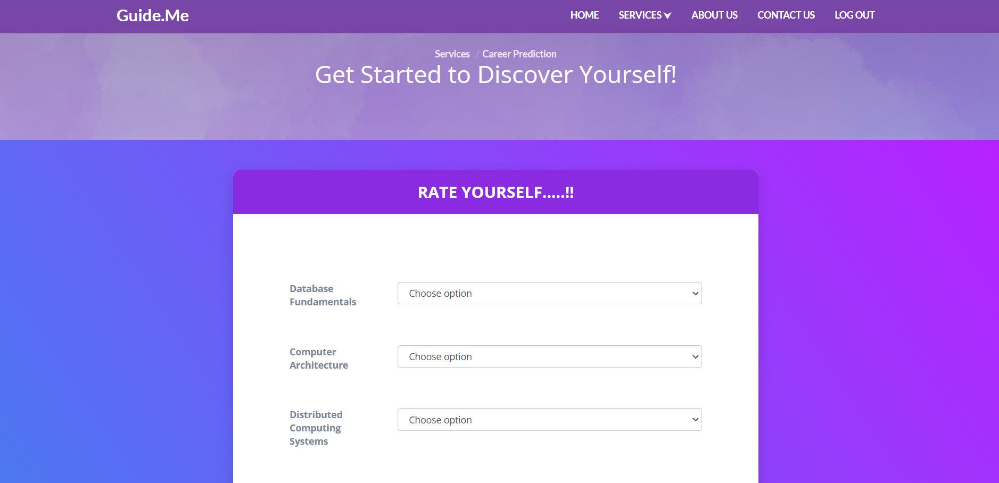 Guide.Me
HOME SERVICES ABOUT US CONTACT US LOG OUT
Services / Career Prediction
Get Started to Discover Yourself!
RATE YOURSELF.....!!
Database
Fundamentals
Choose option
Computer
Architecture
Choose option
Distributed
Computing
Systems
Choose option